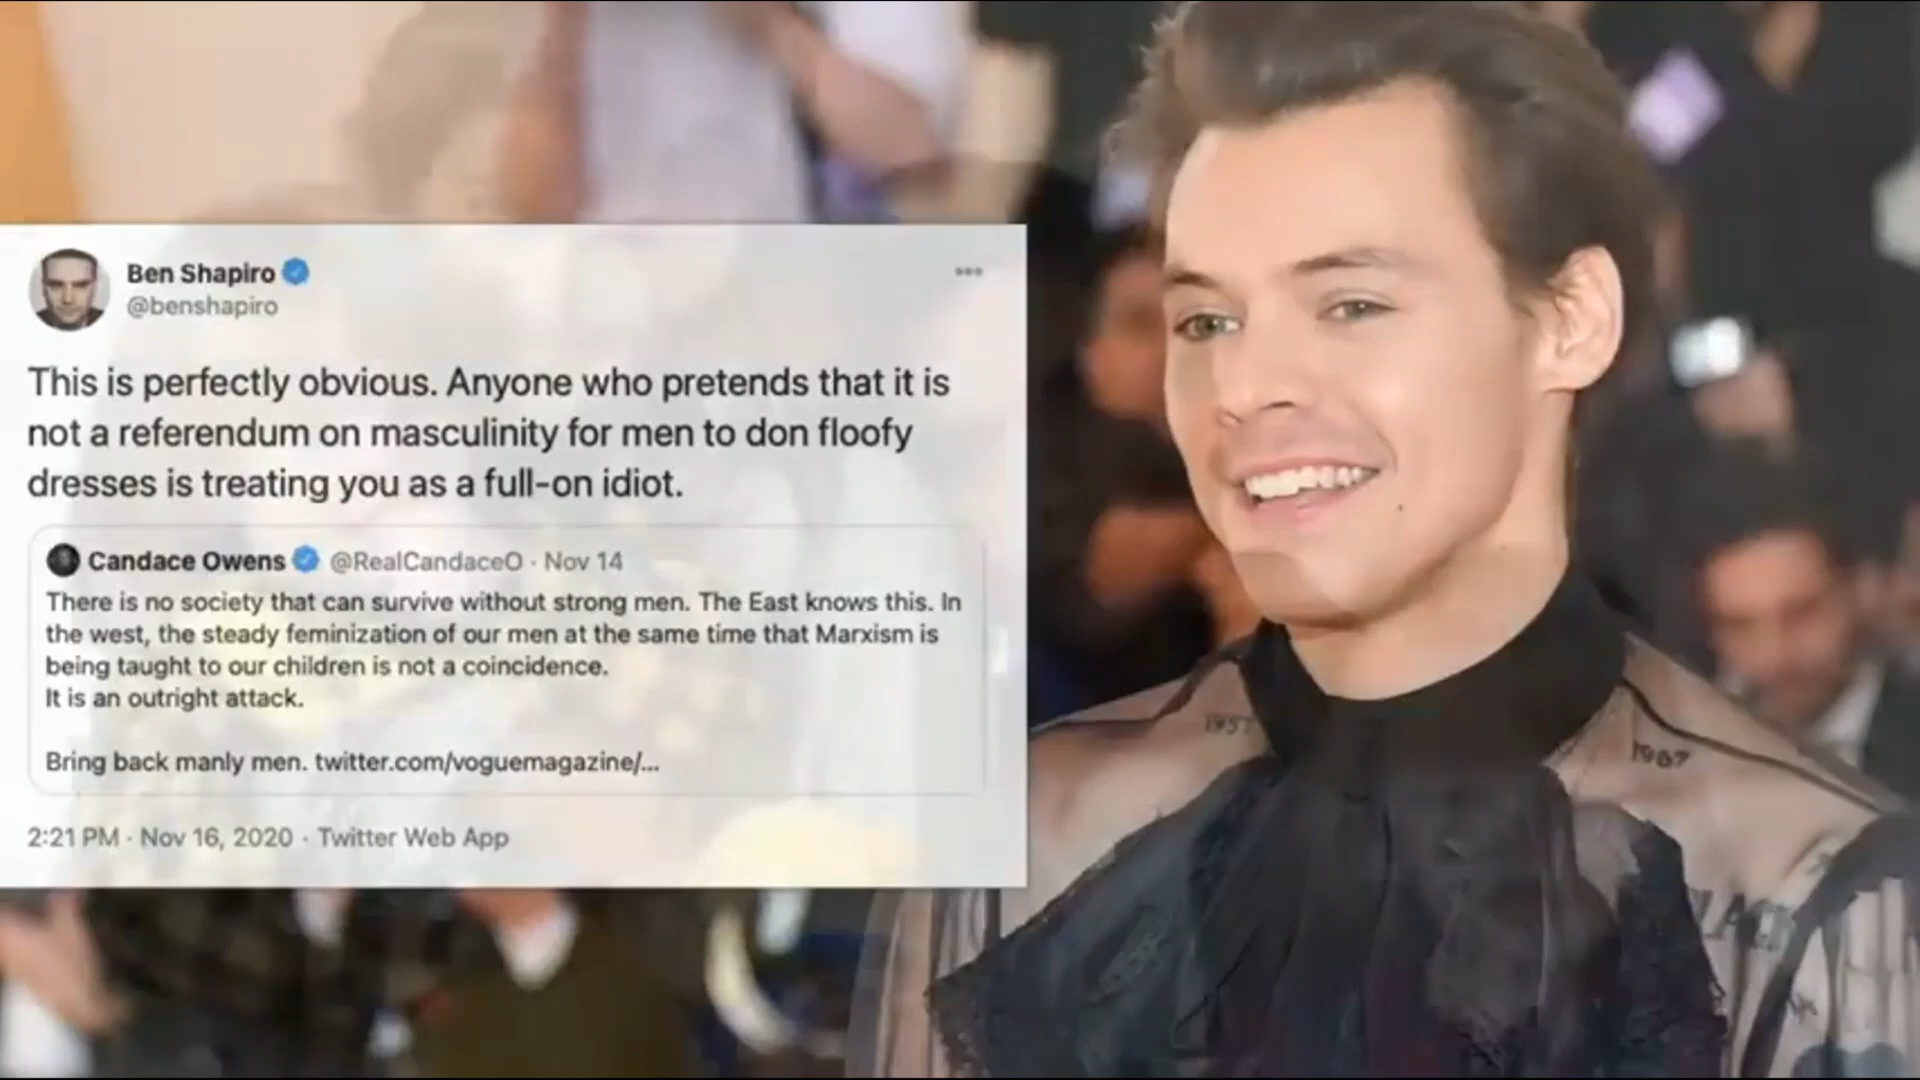 Ben Shapiro
@benshapiro
This is perfectly obvious. Anyone who pretends that it is
not a referendum on masculinity for men to don floofy
dresses is treating you as a full-on idiot.
Candace Owens @RealCandaceO · Nov 14
There is no society that can survive without strong men. The East knows this. In
the west, the steady feminization of our men at the same time that Marxism is
being taught to our children is not a coincidence.
It is an outright attack.
Bring back manly men. twitter.com/voguemagazine/...
2:21 PM · Nov 16, 2020 · Twitter Web App
1957
1967